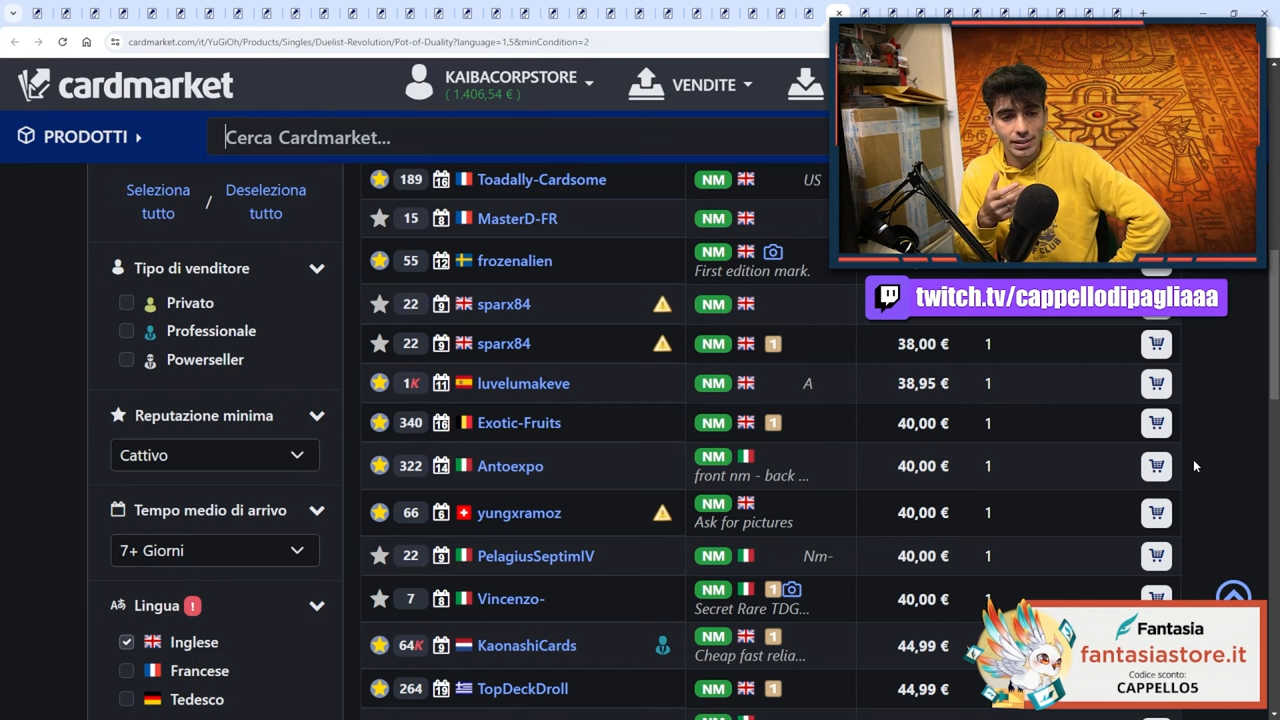 cardmarket.com/it/YuGiOh/Products/Singles/Duelist-Revolution/Pot-of-Duality?language=1,5&minCondition=2
cardmarket
KAIBACORPSTORE
( 1.406,54 € )
VENDITE
PRODOTTI
Cerca Cardmarket...
Seleziona tutto
/
Deseleziona tutto
Tipo di venditore
Privato
Professionale
Powerseller
Reputazione minima
Cattivo
Tempo medio di arrivo
7+ Giorni
Lingua !
Inglese
Francese
Tedesco
189 16 Toadally-Cardsome NM US
15 8 MasterD-FR NM
55 12 frozenalien NM
First edition mark.
22 9 sparx84 NM
22 9 sparx84 NM 1 38,00 € 1
1K 11 luvelumakeve NM A 38,95 € 1
340 16 Exotic-Fruits NM 1 40,00 € 1
322 14 Antoexpo NM 40,00 € 1
front nm - back ...
66 6 yungxramoz NM 40,00 € 1
Ask for pictures
22 9 PelagiusSeptimIV NM Nm- 40,00 € 1
7 8 Vincenzo- NM 1 40,00 € 1
Secret Rare TDG...
64K 9 KaonashiCards NM 1 44,99 €
Cheap fast relia...
264 TopDeckDroll NM 1 44,99 €
twitch.tv/cappellodipagliaaa
Fantasia
fantasiastore.it
Codice sconto:
CAPPELLO5